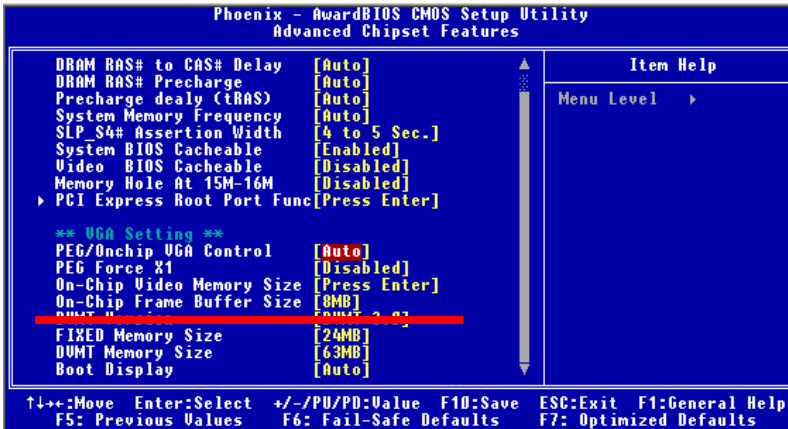 Phoenix - AwardBIOS CMOS Setup Utility
Advanced Chipset Features
DRAM RAS# to CAS# Delay [Auto]
DRAM RAS# Precharge [Auto]
Precharge dealy (tRAS) [Auto]
System Memory Frequency [Auto]
SLP_S4# Assertion Width [4 to 5 Sec.]
System BIOS Cacheable [Enabled]
Video BIOS Cacheable [Disabled]
Memory Hole At 15M-16M [Disabled]
PCI Express Root Port Func[Press Enter]
** VGA Setting **
PEG/Onchip VGA Control [Auto]
PEG Force X1 [Disabled]
On-Chip Video Memory Size [Press Enter]
On-Chip Frame Buffer Size [8MB]
FIXED Memory Size [24MB]
DVMT Memory Size [63MB]
Boot Display [Auto]
Item Help
Menu Level ▸
↑↓→←:Move Enter:Select +/-/PU/PD:Value F10:Save ESC:Exit F1:General Help
F5: Previous Values F6: Fail-Safe Defaults F7: Optimized Defaults